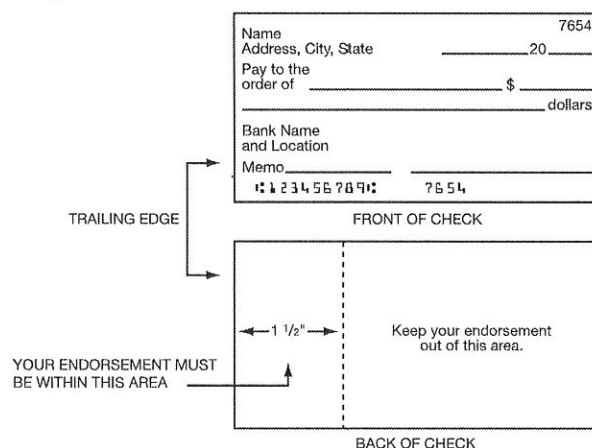 7654
Name
Address, City, State 20
Pay to the
order of $
dollars
Bank Name
and Location
Memo
⑆123456789⑆ 7654
TRAILING EDGE
FRONT OF CHECK
1 1/2"
Keep your endorsement
out of this area.
YOUR ENDORSEMENT MUST
BE WITHIN THIS AREA
BACK OF CHECK